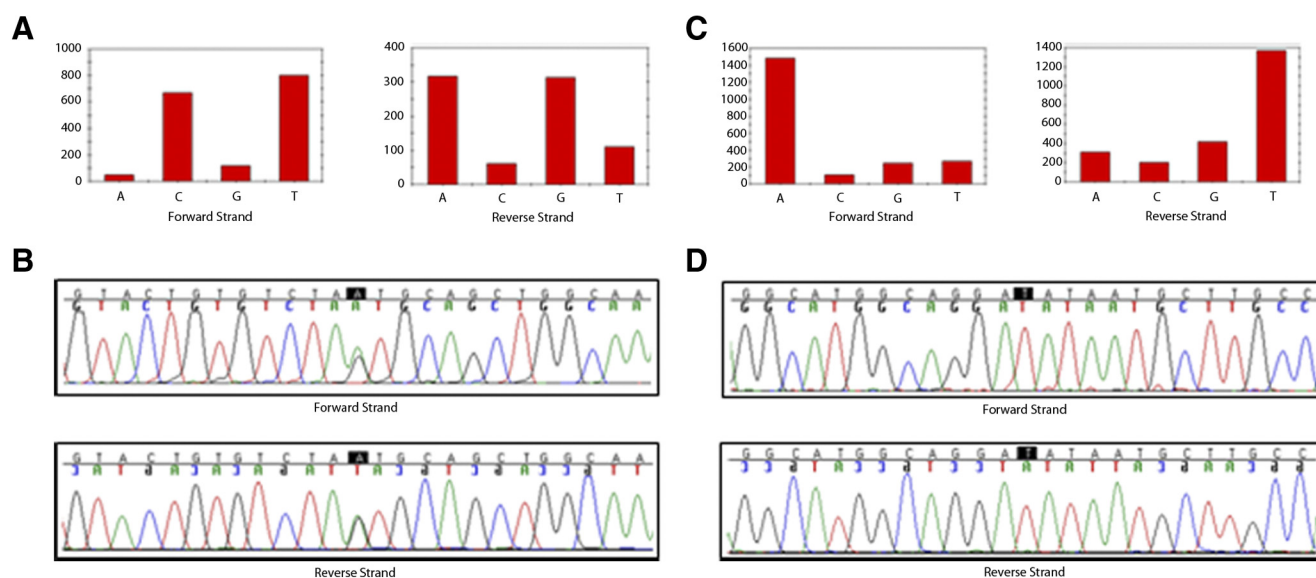 A
1000
800
600
400
200
0
A C G T
Forward Strand
400
300
200
100
0
A C G T
Reverse Strand
C
1600
1400
1200
1000
800
600
400
200
0
A C G T
Forward Strand
1400
1200
1000
800
600
400
200
0
A C G T
Reverse Strand
B
G T A C T G T G T C T A A T G C A G C T G G C A A
G T A C T G T G T C T A A T G C A G C T G G C A A
Forward Strand
G T A C T G T G T C T A A T G C A G C T G G C A A
Reverse Strand
D
G G C A T G G C A G G A T A T A A T G C T T G C C
G G C A T G G C A G G A T A T A A T G C T T G C C
Forward Strand
G G C A T G G C A G G A T A T A A T G C T T G C C
Reverse Strand